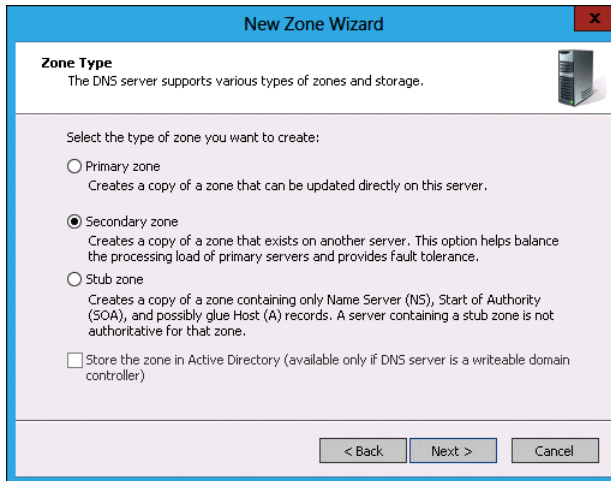 New Zone Wizard
x
Zone Type
The DNS server supports various types of zones and storage.
Select the type of zone you want to create:
Primary zone
Creates a copy of a zone that can be updated directly on this server.
Secondary zone
Creates a copy of a zone that exists on another server. This option helps balance
the processing load of primary servers and provides fault tolerance.
Stub zone
Creates a copy of a zone containing only Name Server (NS), Start of Authority
(SOA), and possibly glue Host (A) records. A server containing a stub zone is not
authoritative for that zone.
Store the zone in Active Directory (available only if DNS server is a writeable domain
controller)
< Back
Next >
Cancel